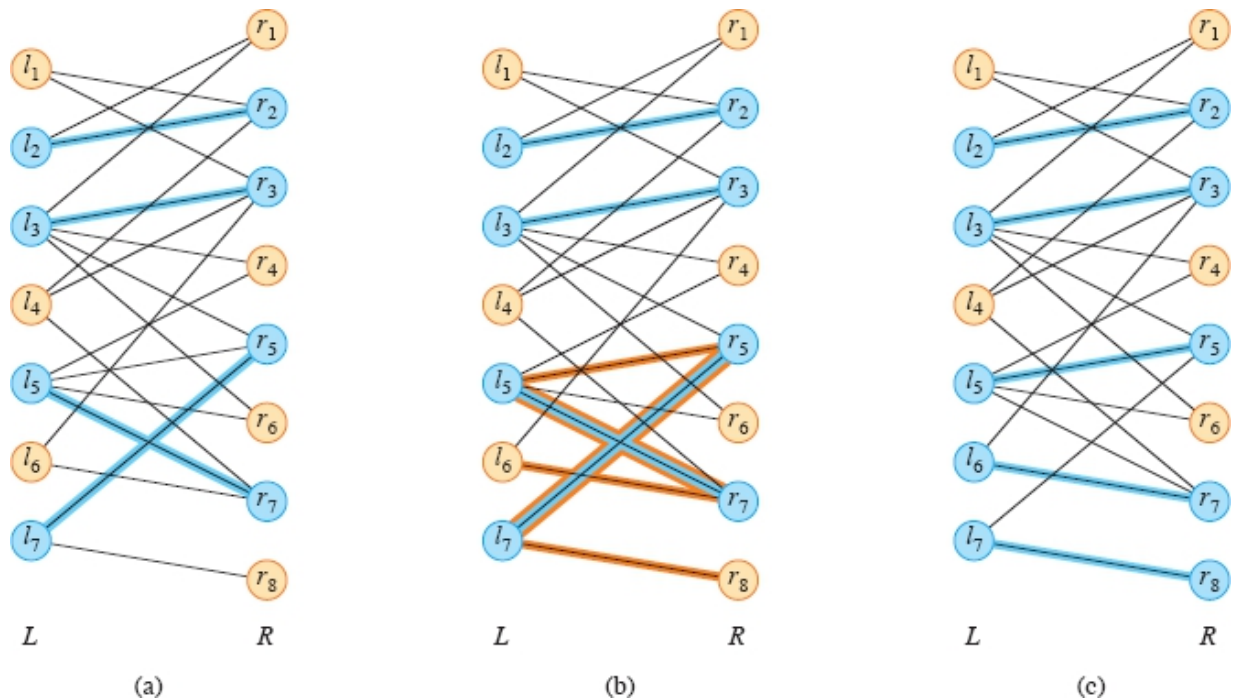 r1 r1 r1
l1 l1 l1
r2 r2 r2
l2 l2 l2
r3 r3 r3
l3 l3 l3
r4 r4 r4
l4 l4 l4
r5 r5 r5
l5 l5 l5
r6 r6 r6
l6 l6 l6
r7 r7 r7
l7 l7 l7
r8 r8 r8
L R L R L R
(a) (b) (c)